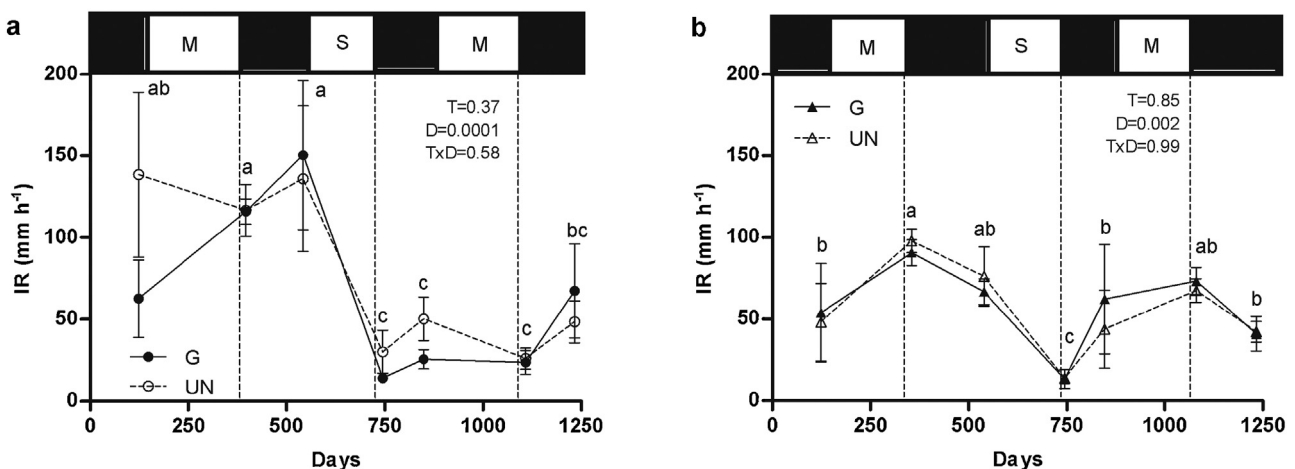 a
M
S
M
200
150
100
50
0
IR (mm h-1)
ab
a
a
c
c
c
bc
T=0.37
D=0.0001
TxD=0.58
G
UN
0
250
500
750
1000
1250
Days
b
M
S
M
200
150
100
50
0
IR (mm h-1)
G
UN
T=0.85
D=0.002
TxD=0.99
b
a
ab
c
b
ab
b
0
250
500
750
1000
1250
Days